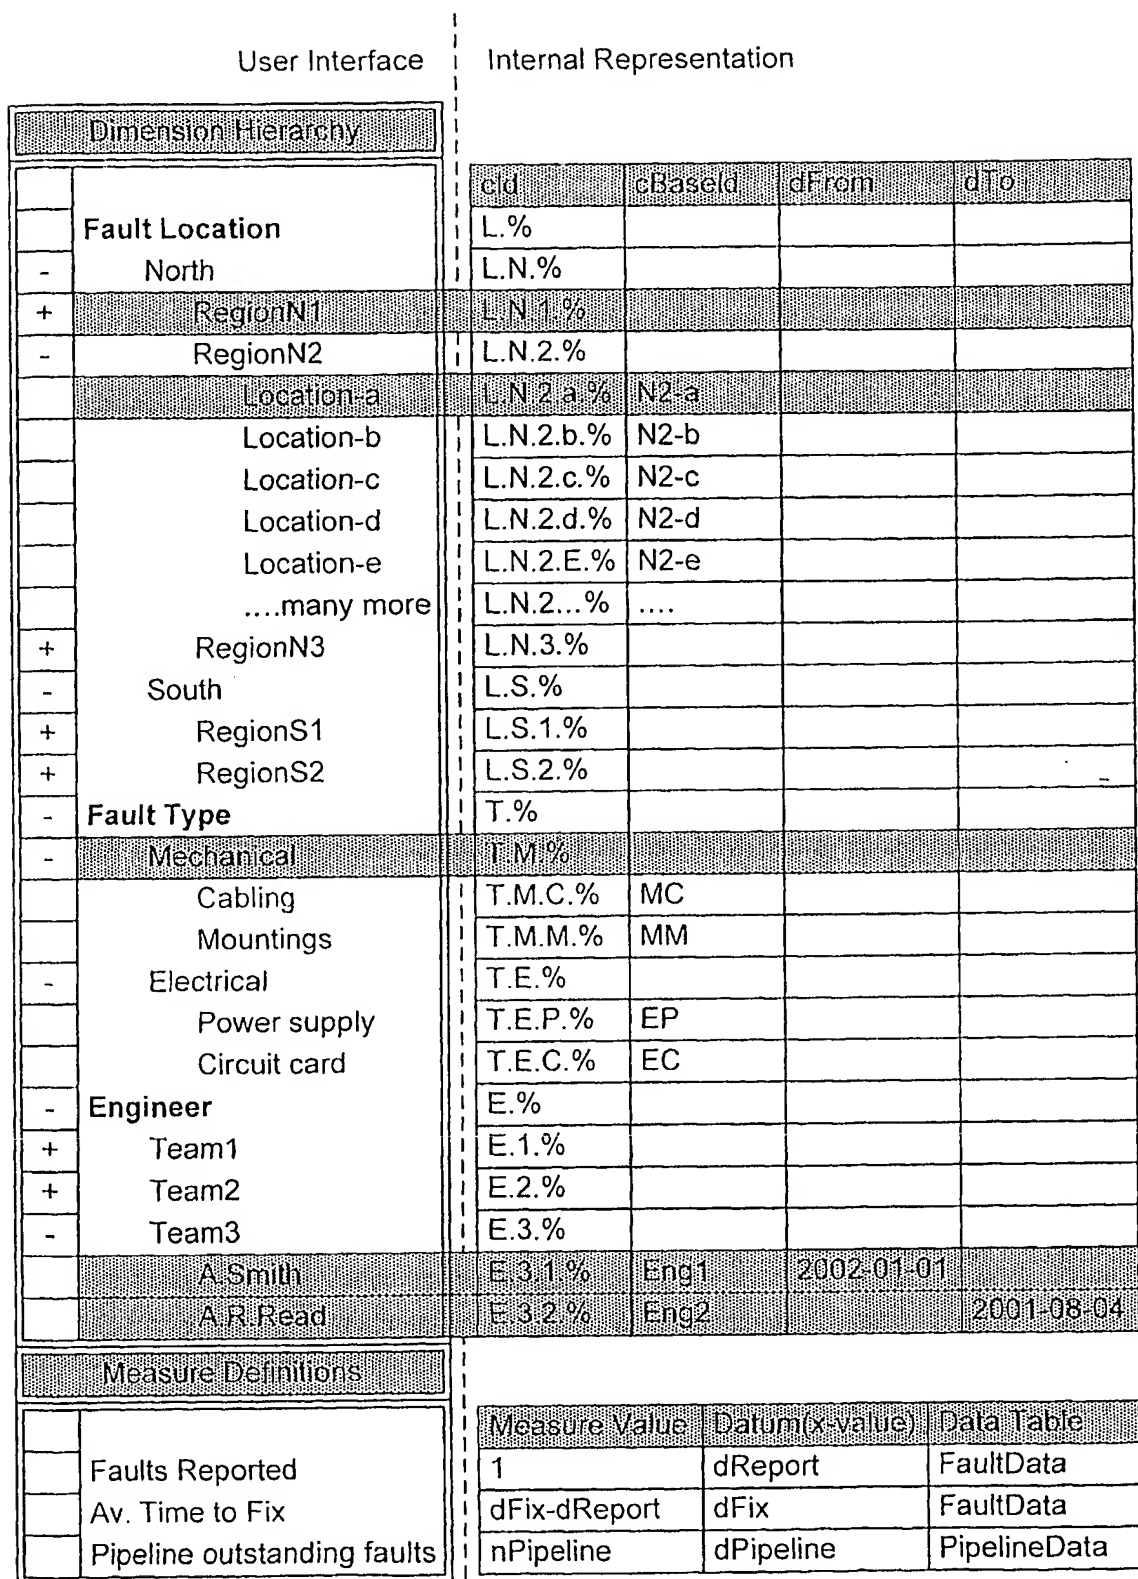 User Interface Internal Representation
Dimension Hierarchy
cId cBaseId dFrom dTo
Fault Location L.%
- North L.N.%
+ RegionN1 L.N.1.%
- RegionN2 L.N.2.%
Location-a L.N.2.a.% N2-a
Location-b L.N.2.b.% N2-b
Location-c L.N.2.c.% N2-c
Location-d L.N.2.d.% N2-d
Location-e L.N.2.E.% N2-e
....many more L.N.2...% ....
+ RegionN3 L.N.3.%
- South L.S.%
+ RegionS1 L.S.1.%
+ RegionS2 L.S.2.%
- Fault Type T.%
- Mechanical T.M.%
Cabling T.M.C.% MC
Mountings T.M.M.% MM
- Electrical T.E.%
Power supply T.E.P.% EP
Circuit card T.E.C.% EC
- Engineer E.%
+ Team1 E.1.%
+ Team2 E.2.%
- Team3 E.3.%
A.Smith E.3.1.% Eng1 2002-01-01
A.R.Read E.3.2.% Eng2 2001-08-04
Measure Definitions
Measure Value Datum(x-value) Data Table
Faults Reported 1 dReport FaultData
Av. Time to Fix dFix-dReport dFix FaultData
Pipeline outstanding faults nPipeline dPipeline PipelineData